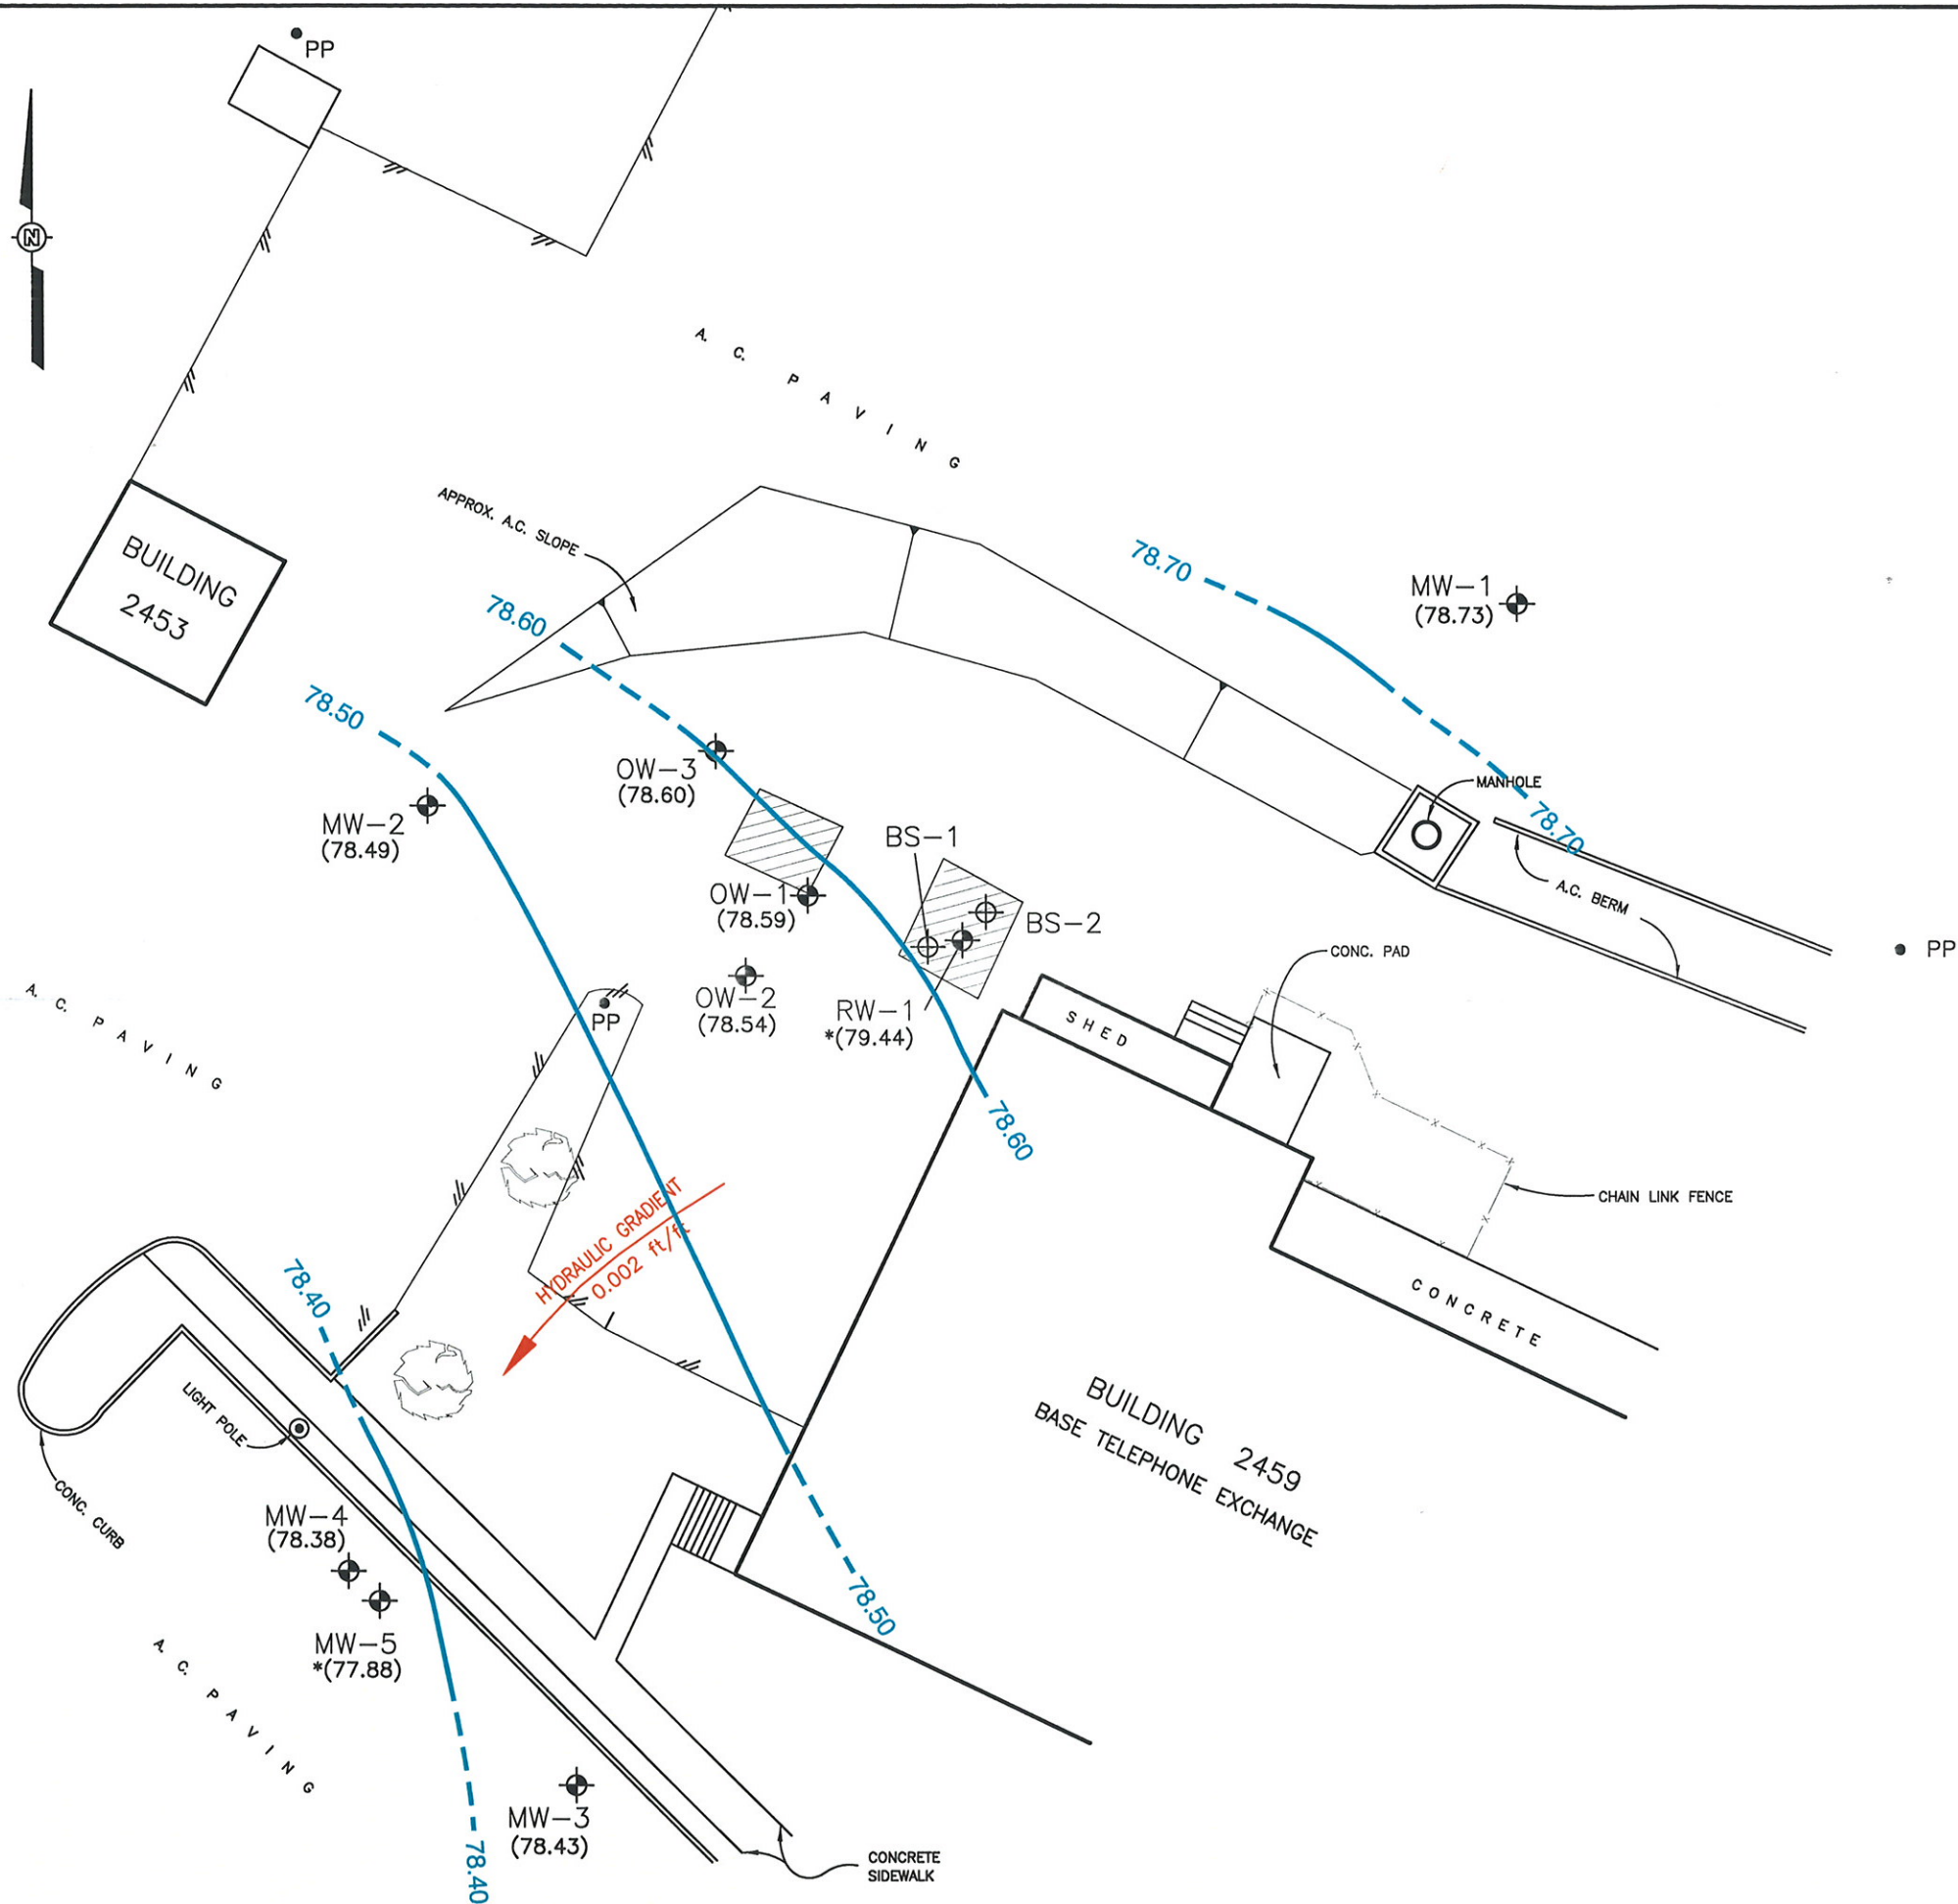 PP
N
A. C. PAVING
APPROX. A.C. SLOPE
BUILDING
2453
78.70
MW-1
(78.73)
78.60
78.50
OW-3
(78.60)
MW-2
(78.49)
MANHOLE
78.70
BS-1
OW-1
(78.59)
A.C. BERM
BS-2
PP
CONC. PAD
OW-2
(78.54)
RW-1
*(79.44)
PP
SHED
A. C. PAVING
78.60
CHAIN LINK FENCE
HYDRAULIC GRADIENT
0.002 ft/ft
78.40
CONCRETE
LIGHT POLE
BUILDING 2459
BASE TELEPHONE EXCHANGE
CONC. CURB
MW-4
(78.38)
78.50
MW-5
*(77.88)
A. C. PAVING
MW-3
(78.43)
78.40
CONCRETE
SIDEWALK